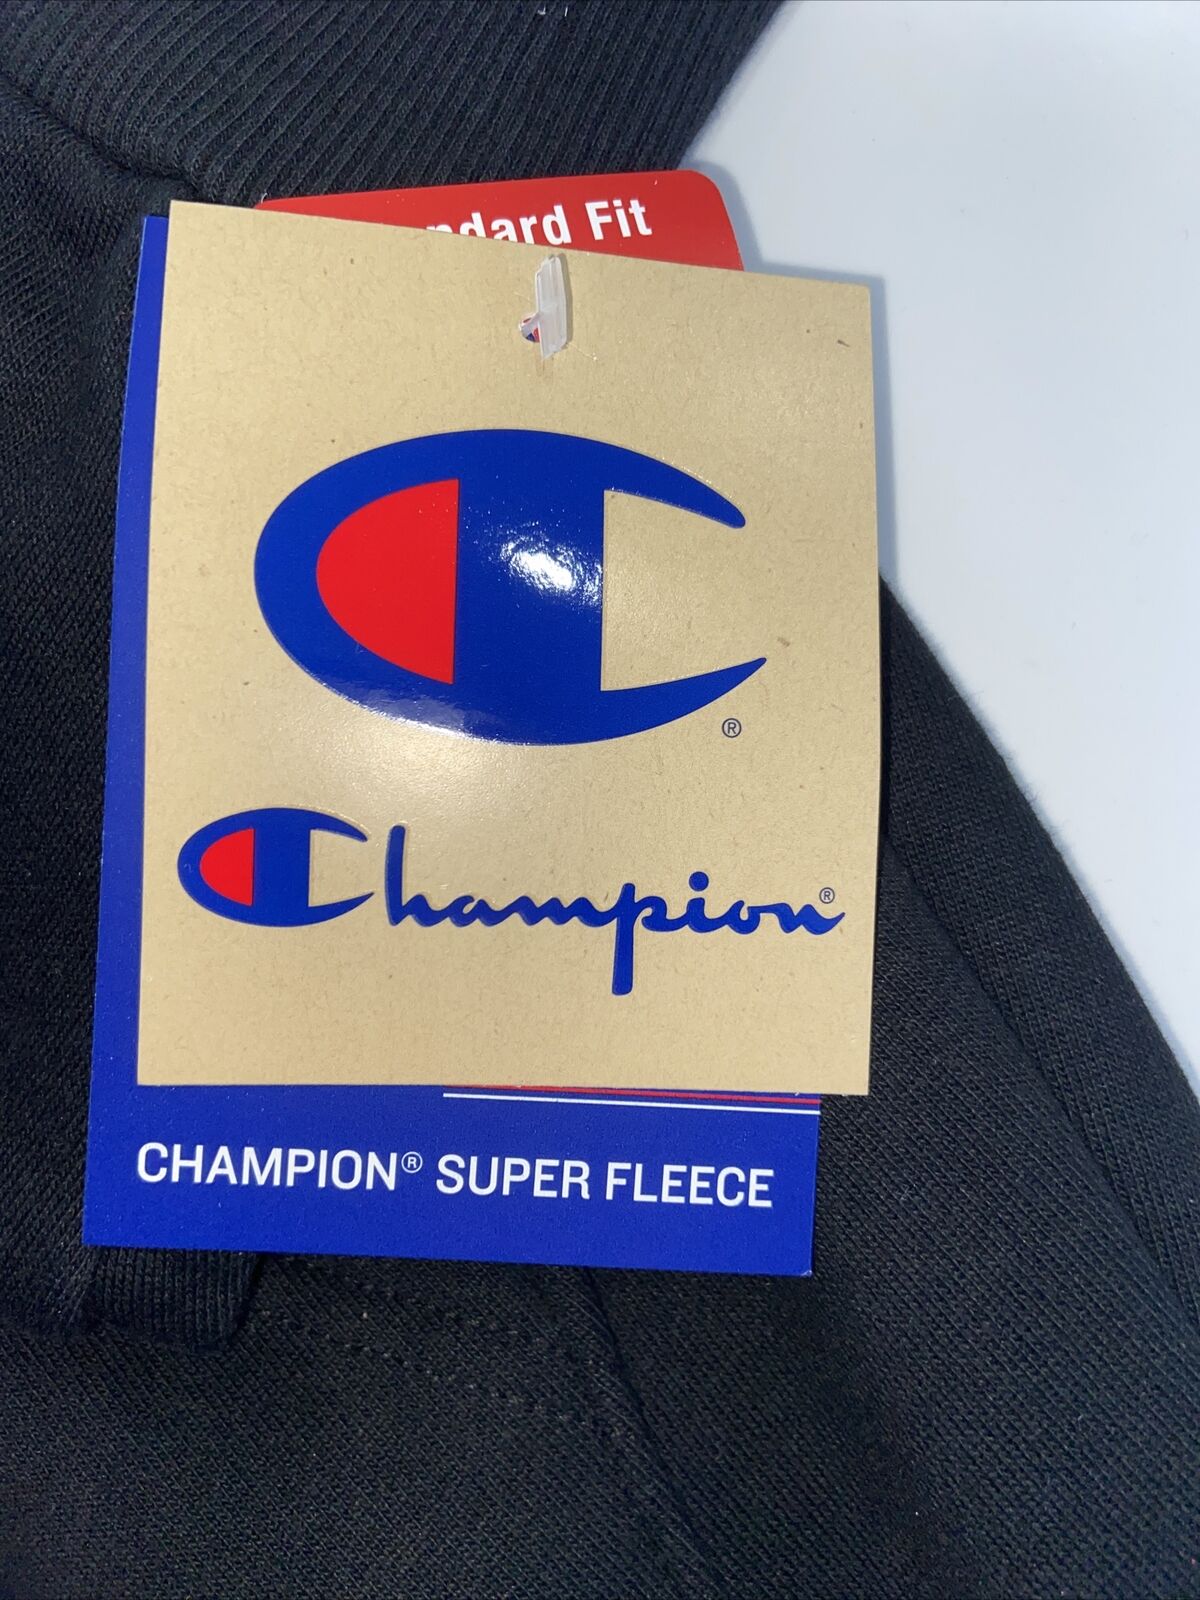 ndard Fit
®
Champion®
CHAMPION® SUPER FLEECE